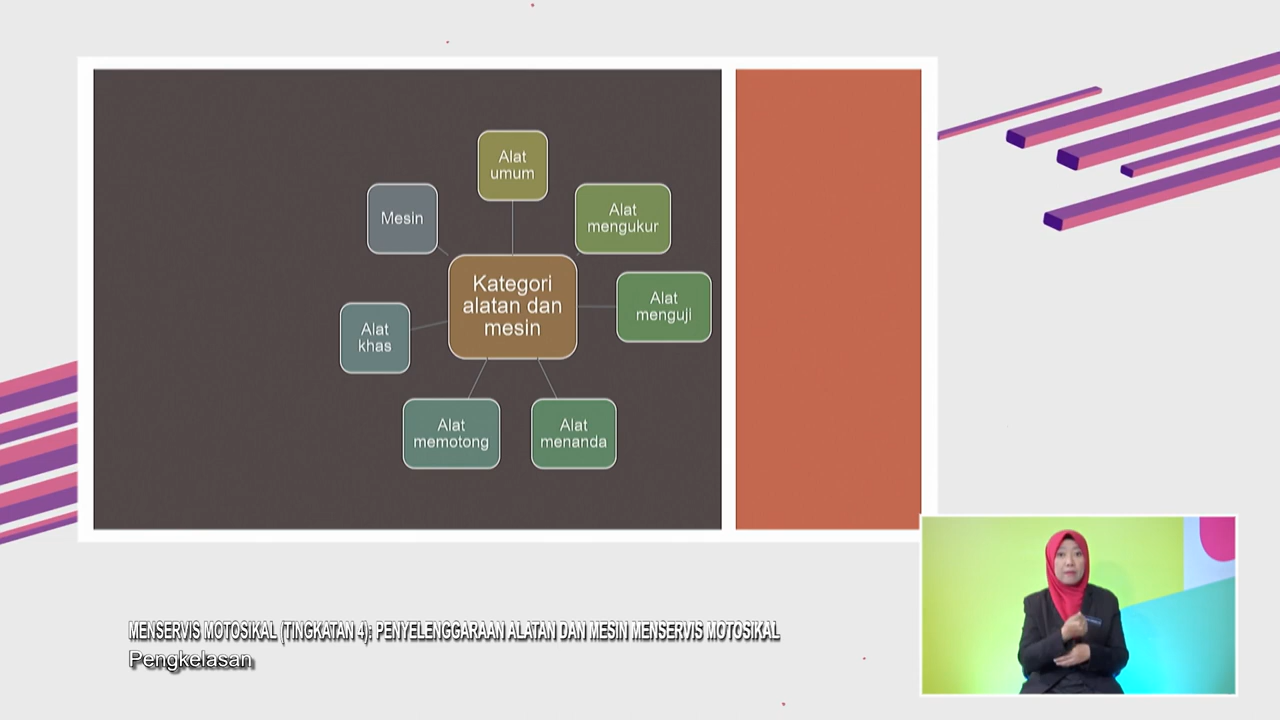 Alat
umum
Mesin
Alat
mengukur
Kategori
alatan dan
mesin
Alat
menguji
Alat
khas
Alat
memotong
Alat
menanda
MENSERVIS MOTOSIKAL (TINGKATAN 4): PENYELENGGARAAN ALATAN DAN MESIN MENSERVIS MOTOSIKAL
Pengkelasan